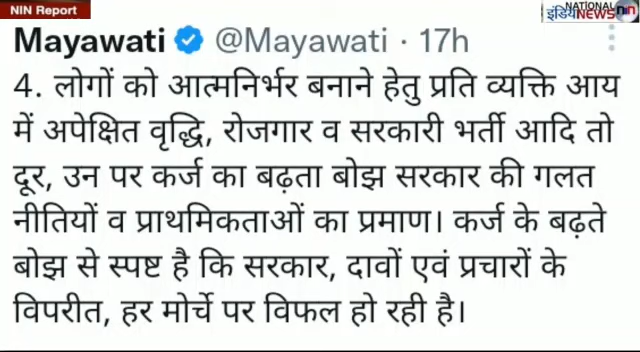 NIN Report
NATIONAL
इंडियाNEWS nin
Mayawati @Mayawati · 17h
4. लोगों को आत्मनिर्भर बनाने हेतु प्रति व्यक्ति आय
में अपेक्षित वृद्धि, रोजगार व सरकारी भर्ती आदि तो
दूर, उन पर कर्ज का बढ़ता बोझ सरकार की गलत
नीतियों व प्राथमिकताओं का प्रमाण। कर्ज के बढ़ते
बोझ से स्पष्ट है कि सरकार, दावों एवं प्रचारों के
विपरीत, हर मोर्चे पर विफल हो रही है।